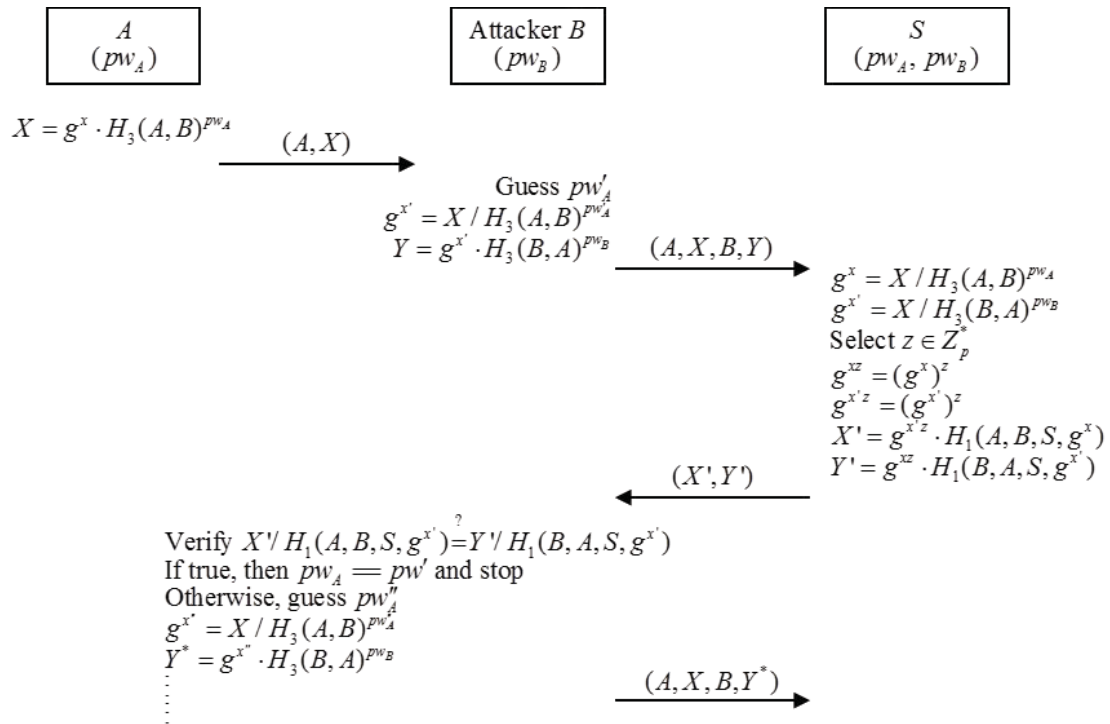 A
Attacker B
S
(pw_A)
(pw_B)
(pw_A, pw_B)
X = g^x · H_3(A, B)^{pw_A}
(A, X)
Guess pw'_A
g^{x'} = X / H_3(A, B)^{pw'_A}
Y = g^{x'} · H_3(B, A)^{pw_B}
(A, X, B, Y)
g^x = X / H_3(A, B)^{pw_A}
g^{x'} = X / H_3(B, A)^{pw_B}
Select z ∈ Z_p^*
g^{xz} = (g^x)^z
g^{x'z} = (g^{x'})^z
X' = g^{x'z} · H_1(A, B, S, g^x)
Y' = g^{xz} · H_1(B, A, S, g^{x'})
(X', Y')
Verify X'/ H_1(A, B, S, g^{x'}) ≟ Y'/ H_1(B, A, S, g^{x'})
If true, then pw_A == pw' and stop
Otherwise, guess pw''_A
g^{x''} = X / H_3(A, B)^{pw''_A}
Y^* = g^{x''} · H_3(B, A)^{pw_B}
(A, X, B, Y^*)